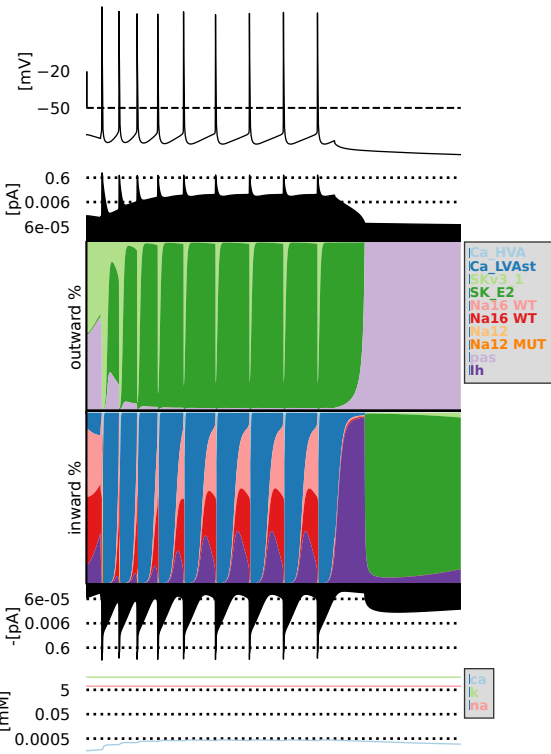 [mV]
−20
−50
[pA]
0.6
0.006
6e-05
outward %
Ca_HVA
Ca_LVAst
SKv3_1
SK_E2
Na16 WT
Na16 WT
Na12
Na12 MUT
pas
Ih
inward %
-[pA]
6e-05
0.006
0.6
[mM]
5
0.05
0.0005
ca
k
na